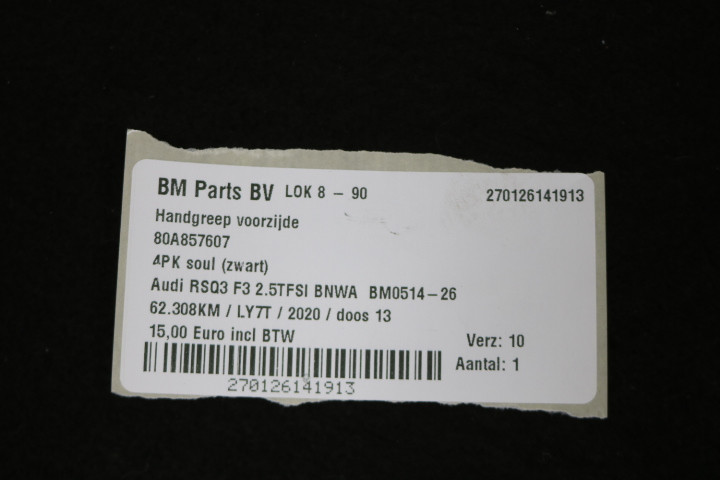 BM Parts BV LOK 8 - 90 270126141913
Handgreep voorzijde
80A857607
4PK soul (zwart)
Audi RSQ3 F3 2.5TFSI BNWA BM0514-26
62.308KM / LY7T / 2020 / doos 13
15,00 Euro incl BTW Verz: 10
Aantal: 1
270126141913